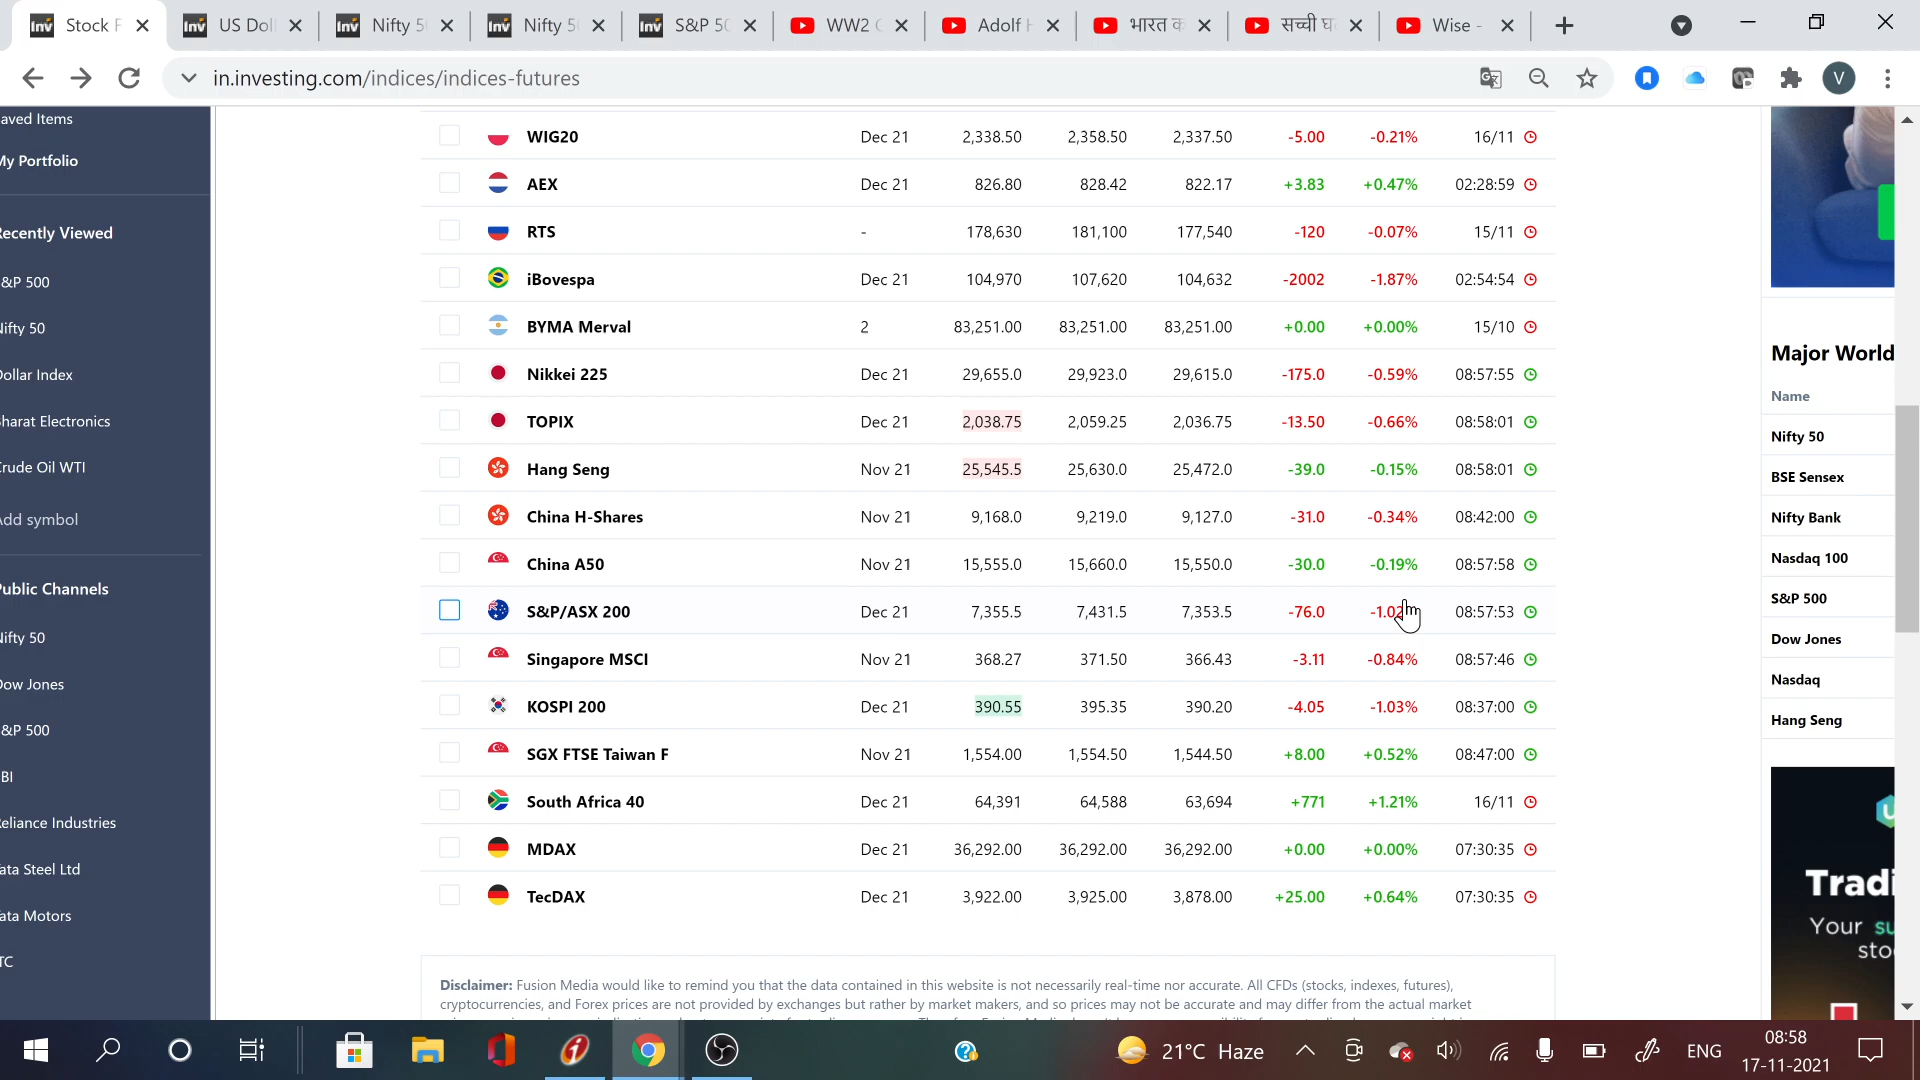 Stock F
US Doll
Nifty 50
Nifty 50
S&P 50
WW2 C
Adolf H
भारत क
सच्ची घ
Wise -
in.investing.com/indices/indices-futures
V
aved Items
My Portfolio
Recently Viewed
&P 500
Nifty 50
Dollar Index
Bharat Electronics
Crude Oil WTI
Add symbol
Public Channels
Nifty 50
Dow Jones
&P 500
BI
Reliance Industries
Tata Steel Ltd
Tata Motors
TC
WIG20 Dec 21 2,338.50 2,358.50 2,337.50 -5.00 -0.21% 16/11
AEX Dec 21 826.80 828.42 822.17 +3.83 +0.47% 02:28:59
RTS - 178,630 181,100 177,540 -120 -0.07% 15/11
iBovespa Dec 21 104,970 107,620 104,632 -2002 -1.87% 02:54:54
BYMA Merval 2 83,251.00 83,251.00 83,251.00 +0.00 +0.00% 15/10
Nikkei 225 Dec 21 29,655.0 29,923.0 29,615.0 -175.0 -0.59% 08:57:55
TOPIX Dec 21 2,038.75 2,059.25 2,036.75 -13.50 -0.66% 08:58:01
Hang Seng Nov 21 25,545.5 25,630.0 25,472.0 -39.0 -0.15% 08:58:01
China H-Shares Nov 21 9,168.0 9,219.0 9,127.0 -31.0 -0.34% 08:42:00
China A50 Nov 21 15,555.0 15,660.0 15,550.0 -30.0 -0.19% 08:57:58
S&P/ASX 200 Dec 21 7,355.5 7,431.5 7,353.5 -76.0 -1.02% 08:57:53
Singapore MSCI Nov 21 368.27 371.50 366.43 -3.11 -0.84% 08:57:46
KOSPI 200 Dec 21 390.55 395.35 390.20 -4.05 -1.03% 08:37:00
SGX FTSE Taiwan F Nov 21 1,554.00 1,554.50 1,544.50 +8.00 +0.52% 08:47:00
South Africa 40 Dec 21 64,391 64,588 63,694 +771 +1.21% 16/11
MDAX Dec 21 36,292.00 36,292.00 36,292.00 +0.00 +0.00% 07:30:35
TecDAX Dec 21 3,922.00 3,925.00 3,878.00 +25.00 +0.64% 07:30:35
Disclaimer: Fusion Media would like to remind you that the data contained in this website is not necessarily real-time nor accurate. All CFDs (stocks, indexes, futures),
cryptocurrencies, and Forex prices are not provided by exchanges but rather by market makers, and so prices may not be accurate and may differ from the actual market
Major World
Name
Nifty 50
BSE Sensex
Nifty Bank
Nasdaq 100
S&P 500
Dow Jones
Nasdaq
Hang Seng
Tradi
Your su
sto
21°C Haze
ENG
08:58
17-11-2021